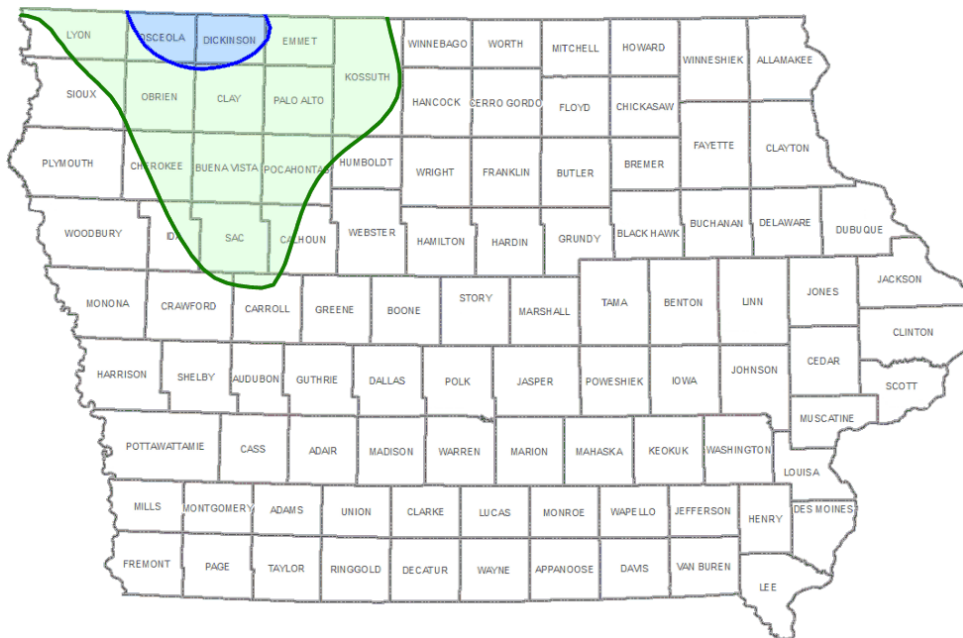 LYON
OSCEOLA
DICKINSON
EMMET
WINNEBAGO
WORTH
MITCHELL
HOWARD
WINNESHIEK
ALLAMAKEE
KOSSUTH
SIOUX
OBRIEN
CLAY
PALO ALTO
HANCOCK
CERRO GORDO
FLOYD
CHICKASAW
PLYMOUTH
CHEROKEE
BUENA VISTA
POCAHONTAS
HUMBOLDT
WRIGHT
FRANKLIN
BUTLER
BREMER
FAYETTE
CLAYTON
WOODBURY
IDA
SAC
CALHOUN
WEBSTER
HAMILTON
HARDIN
GRUNDY
BLACK HAWK
BUCHANAN
DELAWARE
DUBUQUE
MONONA
CRAWFORD
CARROLL
GREENE
BOONE
STORY
MARSHALL
TAMA
BENTON
LINN
JONES
JACKSON
CLINTON
HARRISON
SHELBY
AUDUBON
GUTHRIE
DALLAS
POLK
JASPER
POWESHIEK
IOWA
JOHNSON
CEDAR
SCOTT
MUSCATINE
POTTAWATTAMIE
CASS
ADAIR
MADISON
WARREN
MARION
MAHASKA
KEOKUK
WASHINGTON
LOUISA
MILLS
MONTGOMERY
ADAMS
UNION
CLARKE
LUCAS
MONROE
WAPELLO
JEFFERSON
HENRY
DES MOINES
FREMONT
PAGE
TAYLOR
RINGGOLD
DECATUR
WAYNE
APPANOOSE
DAVIS
VAN BUREN
LEE